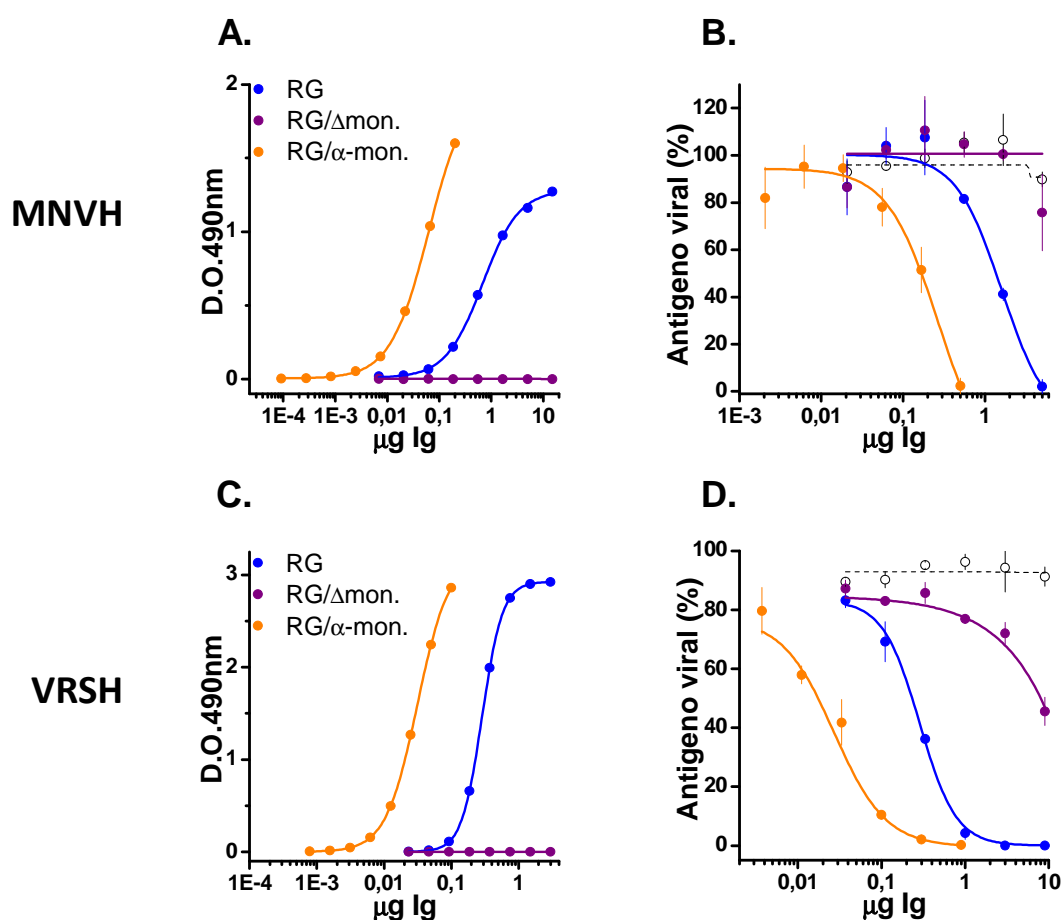 A.
B.
MNVH
D.O.490nm
2
1
0
RG
RG/Δmon.
RG/α-mon.
1E-4
1E-3
0,01
0,1
1
10
μg Ig
Antigeno viral (%)
120
100
80
60
40
20
0
1E-3
0,01
0,1
1
μg Ig
C.
D.
VRSH
D.O.490nm
3
2
1
0
RG
RG/Δmon.
RG/α-mon.
1E-4
1E-3
0,01
0,1
1
μg Ig
Antigeno viral (%)
100
80
60
40
20
0
0,01
0,1
1
10
μg Ig